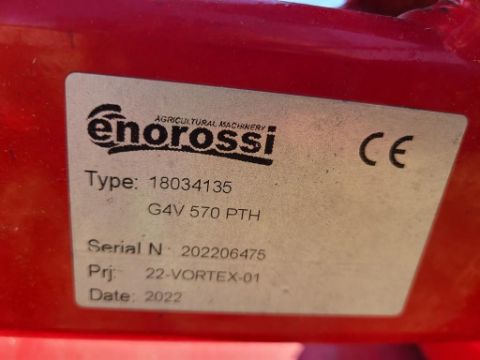 AGRICULTURAL MACHINERY
enorossi
CE
Type: 18034135
G4V 570 PTH
Serial N 202206475
Prj: 22-VORTEX-01
Date: 2022